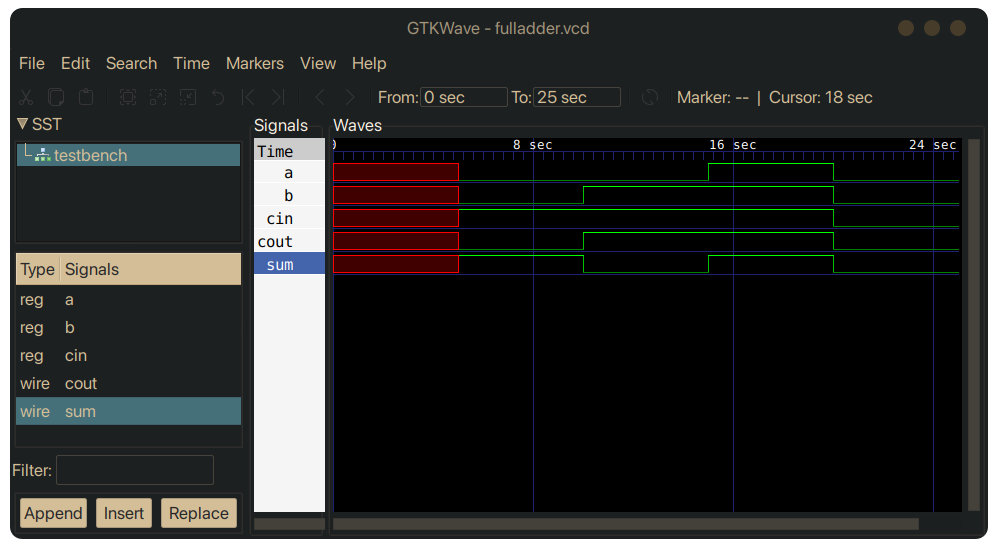 GTKWave - fulladder.vcd
File Edit Search Time Markers View Help
From: 0 sec To: 25 sec Marker: -- | Cursor: 18 sec
SST
testbench
Type Signals
reg a
reg b
reg cin
wire cout
wire sum
Filter:
Append Insert Replace
Signals
Time
a
b
cin
cout
sum
Waves
0 8 sec 16 sec 24 sec